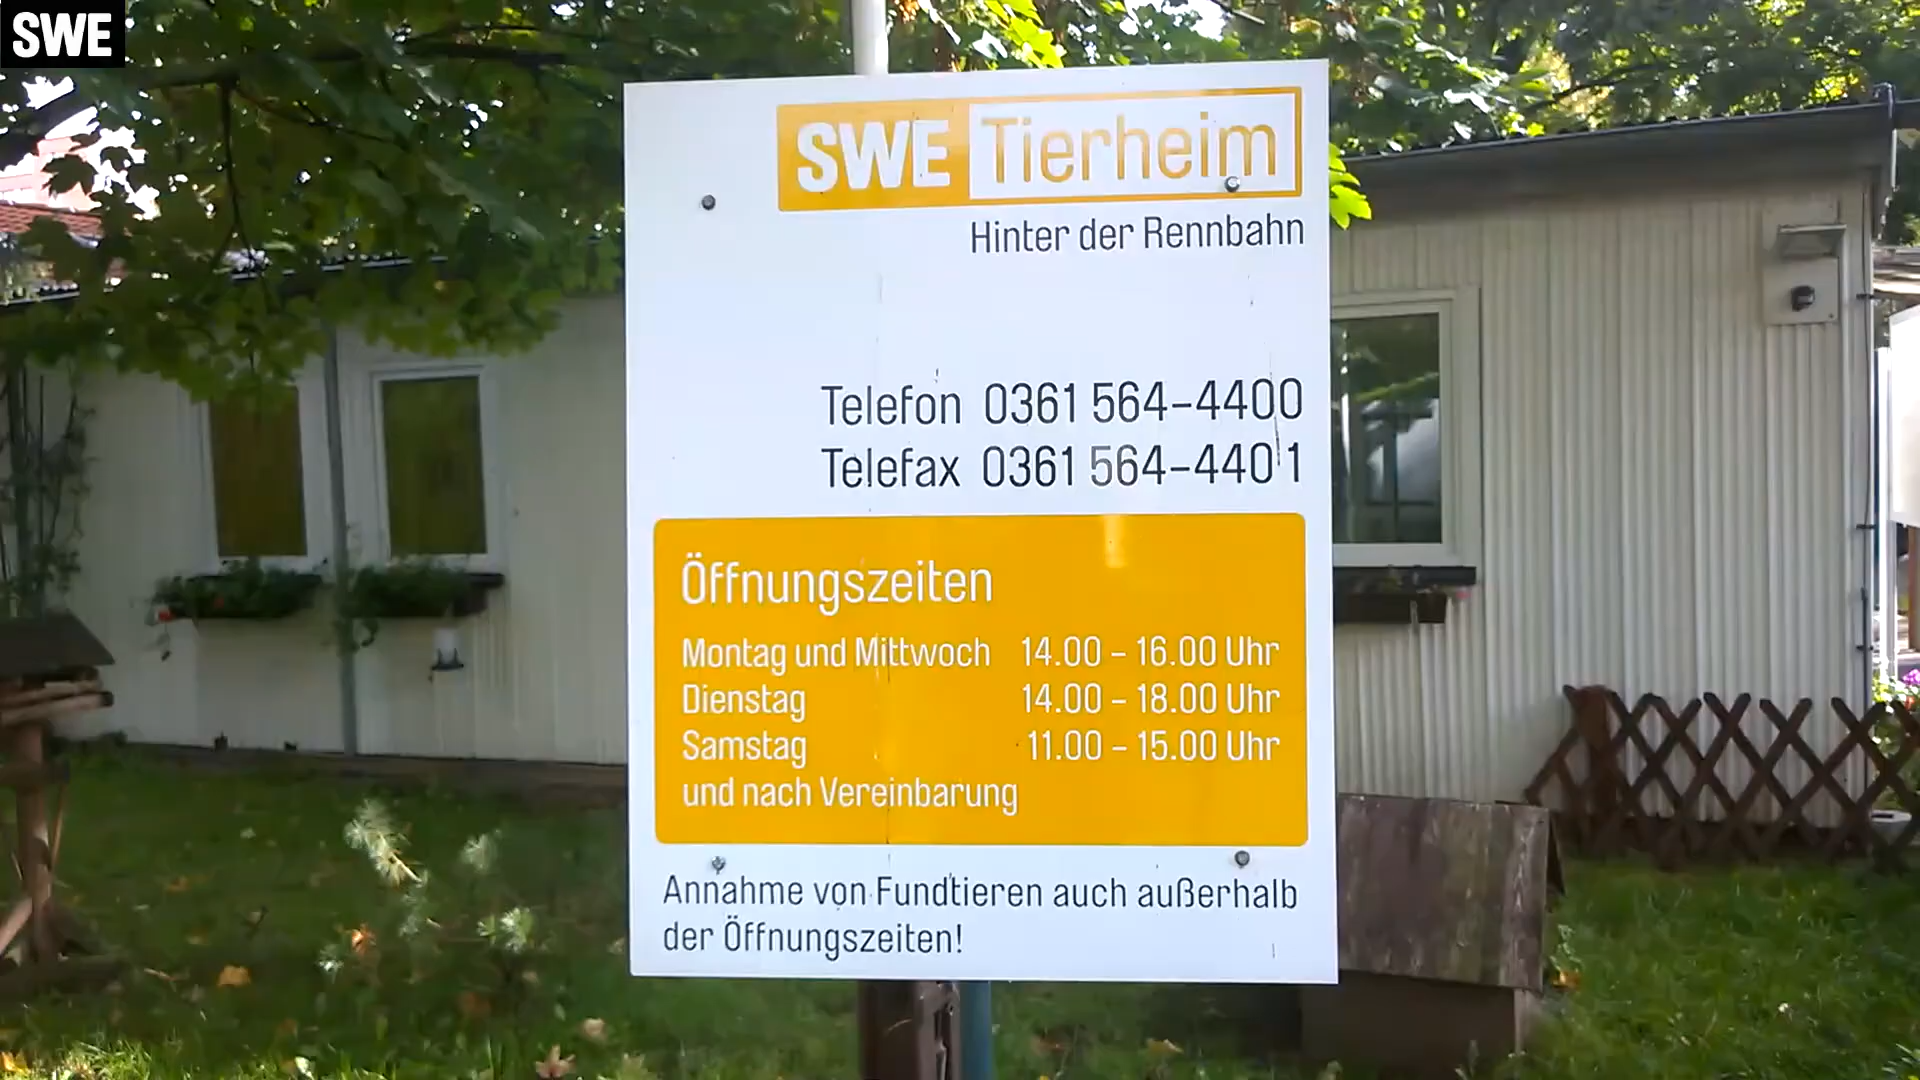 SWE
SWE Tierheim
Hinter der Rennbahn
Telefon 0361 564-4400
Telefax 0361 564-4401
Öffnungszeiten
Montag und Mittwoch 14.00 – 16.00 Uhr
Dienstag 14.00 – 18.00 Uhr
Samstag 11.00 – 15.00 Uhr
und nach Vereinbarung
Annahme von Fundtieren auch außerhalb
der Öffnungszeiten!